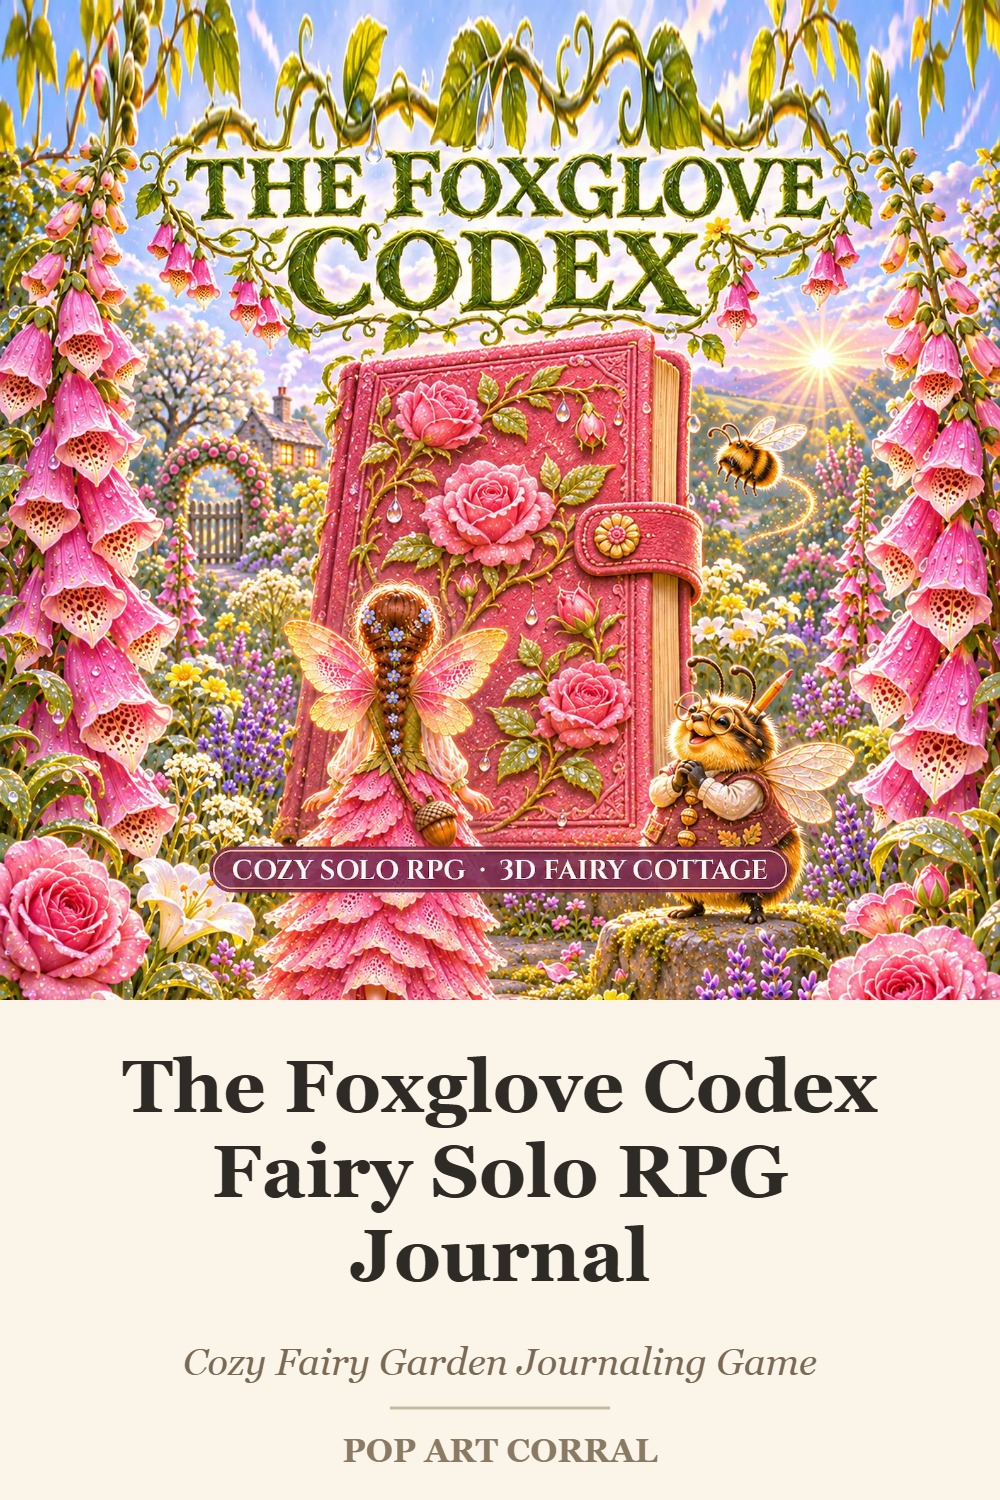 THE FOXGLOVE
CODEX
COZY SOLO RPG · 3D FAIRY COTTAGE
The Foxglove Codex
Fairy Solo RPG
Journal
Cozy Fairy Garden Journaling Game
POP ART CORRAL